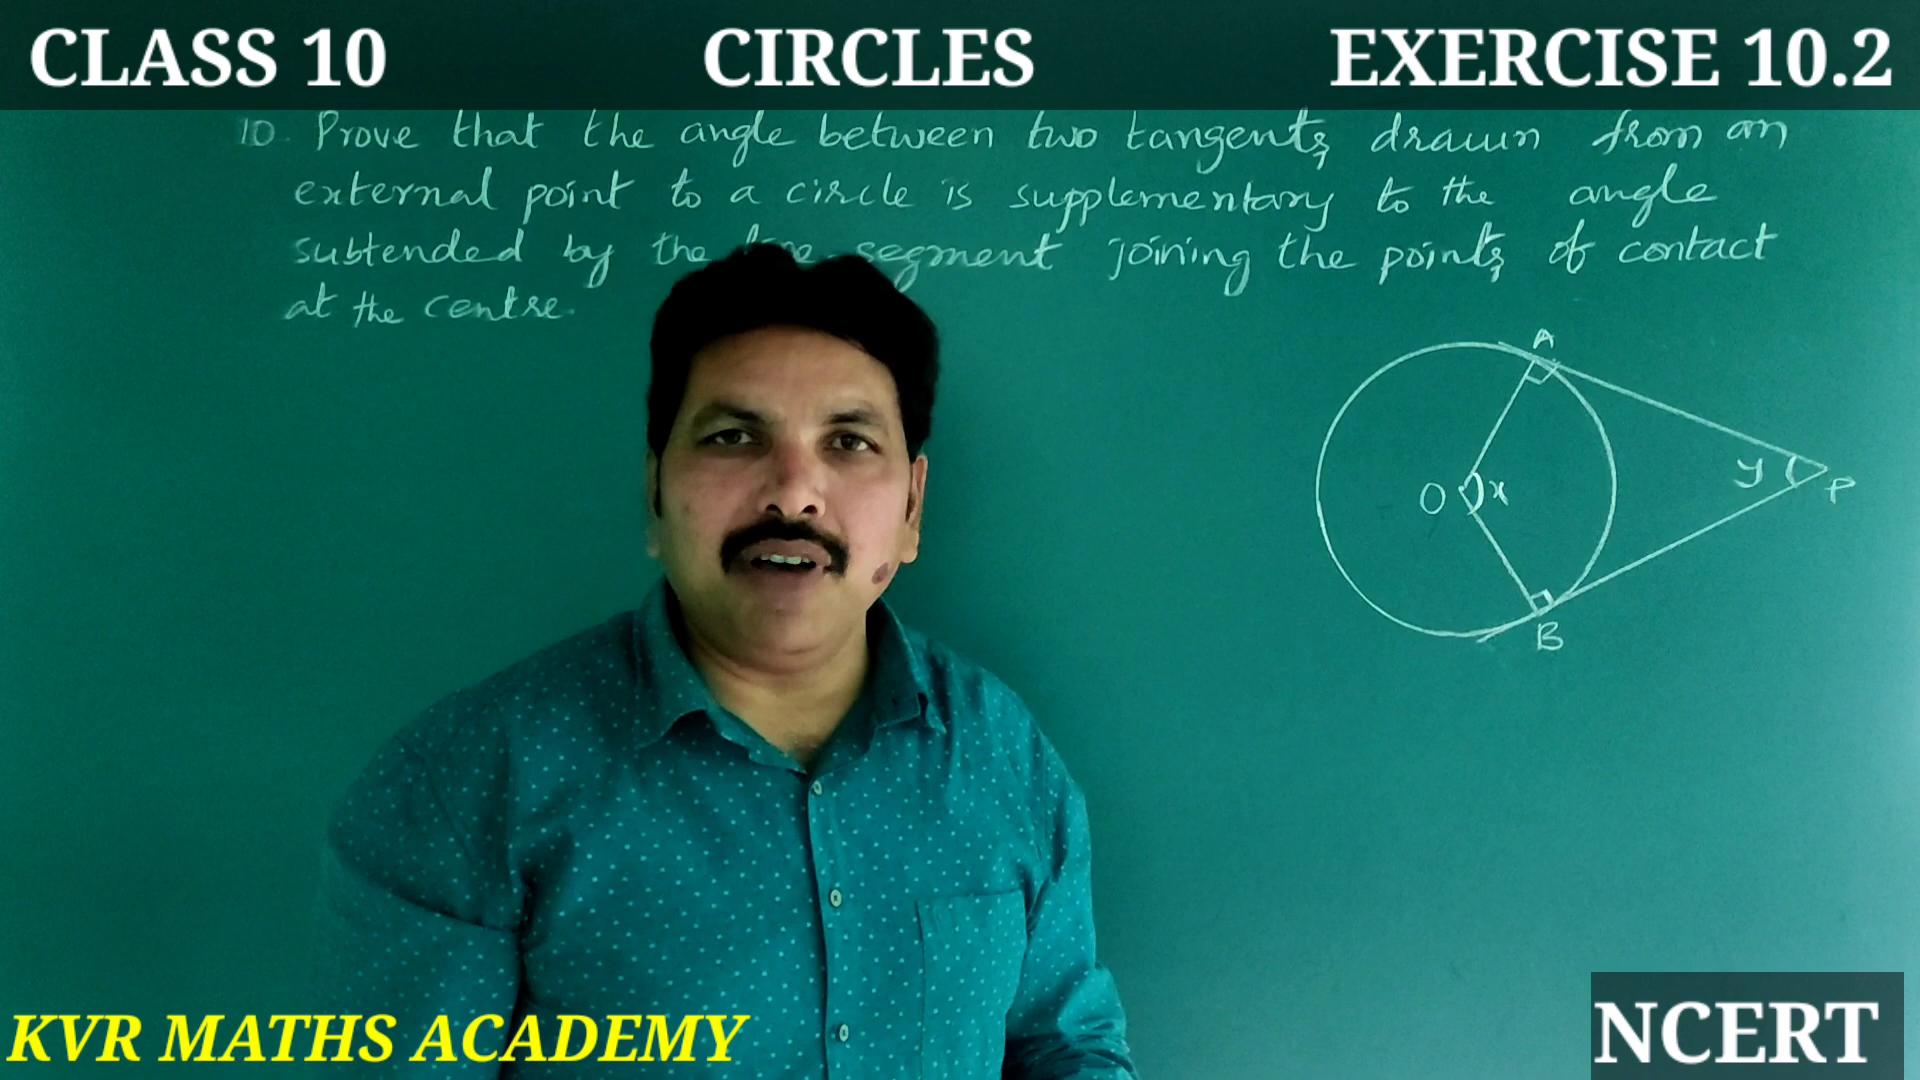 CLASS 10 CIRCLES EXERCISE 10.2
10. Prove that the angle between two tangents drawn from an
external point to a circle is supplementary to the angle
subtended by the line segment joining the points of contact
at the centre.
A
y
P
O x
B
KVR MATHS ACADEMY
NCERT